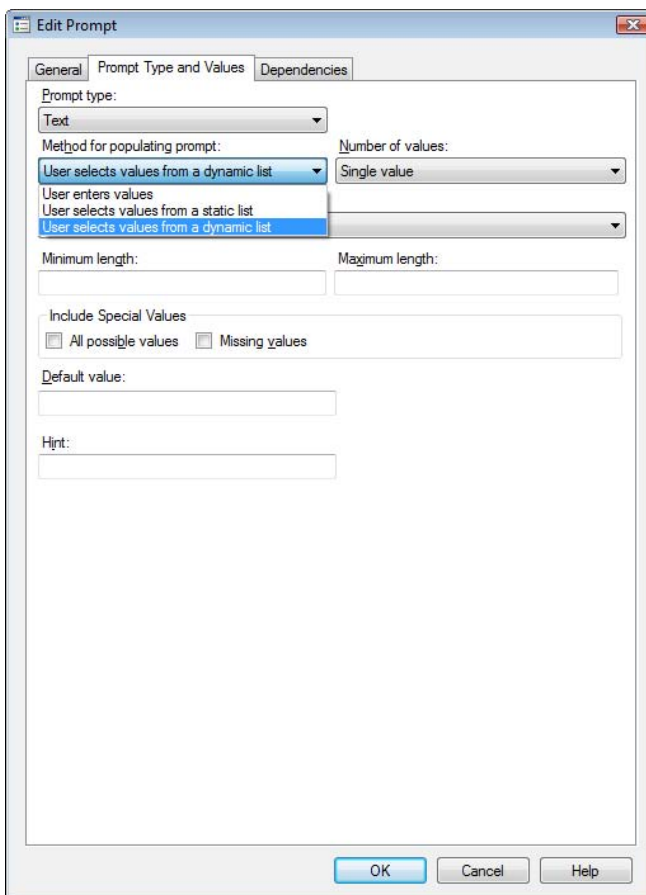 Edit Prompt
General Prompt Type and Values Dependencies
Prompt type:
Text
Method for populating prompt: Number of values:
User selects values from a dynamic list Single value
User enters values
User selects values from a static list
User selects values from a dynamic list
Minimum length: Maximum length:
Include Special Values
All possible values Missing values
Default value:
Hint:
OK Cancel Help